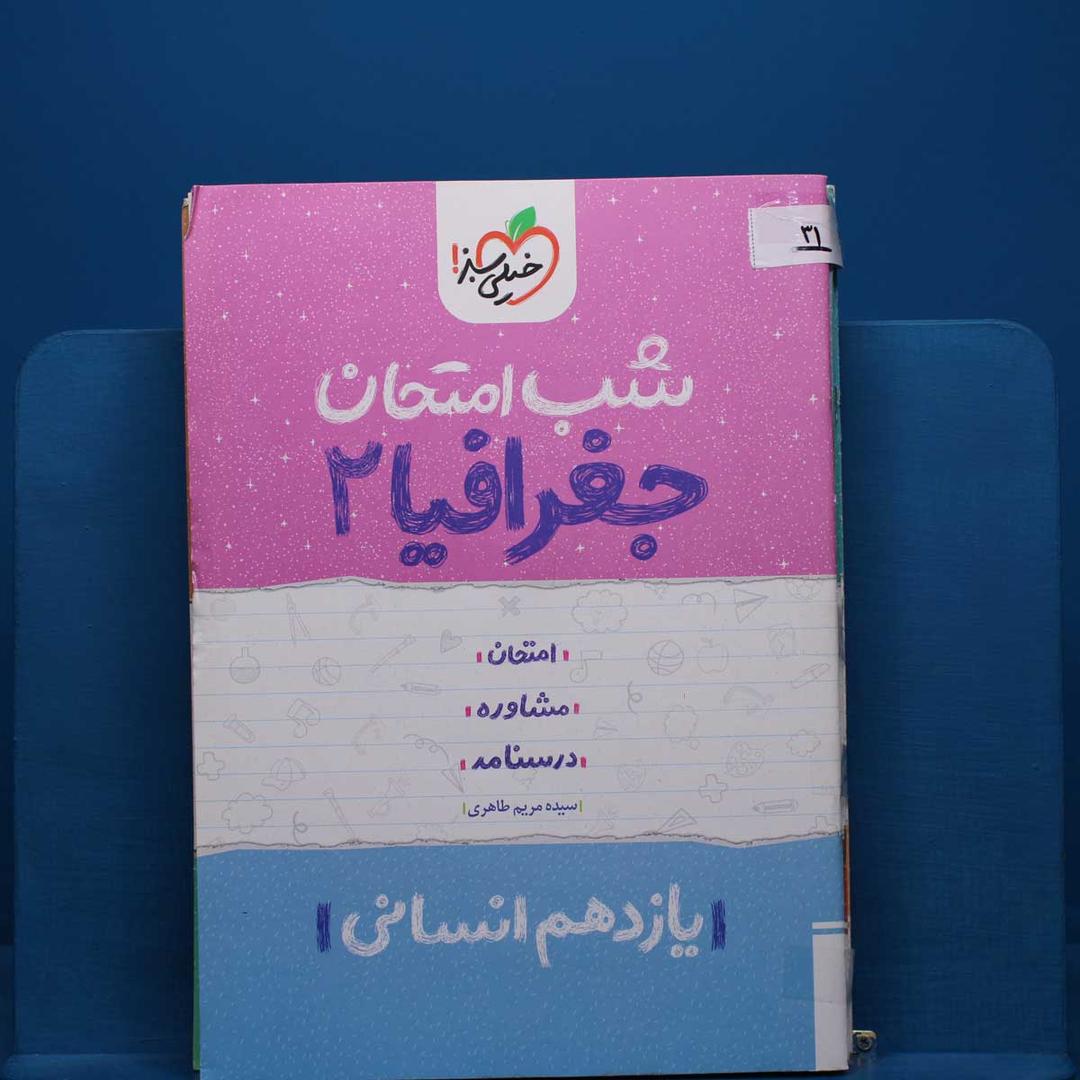 خیلی سبز!
۳۱
شب امتحان
جغرافیا ۲
امتحان
مشاوره
درسنامه
سیده مریم طاهری
یازدهم انسانی